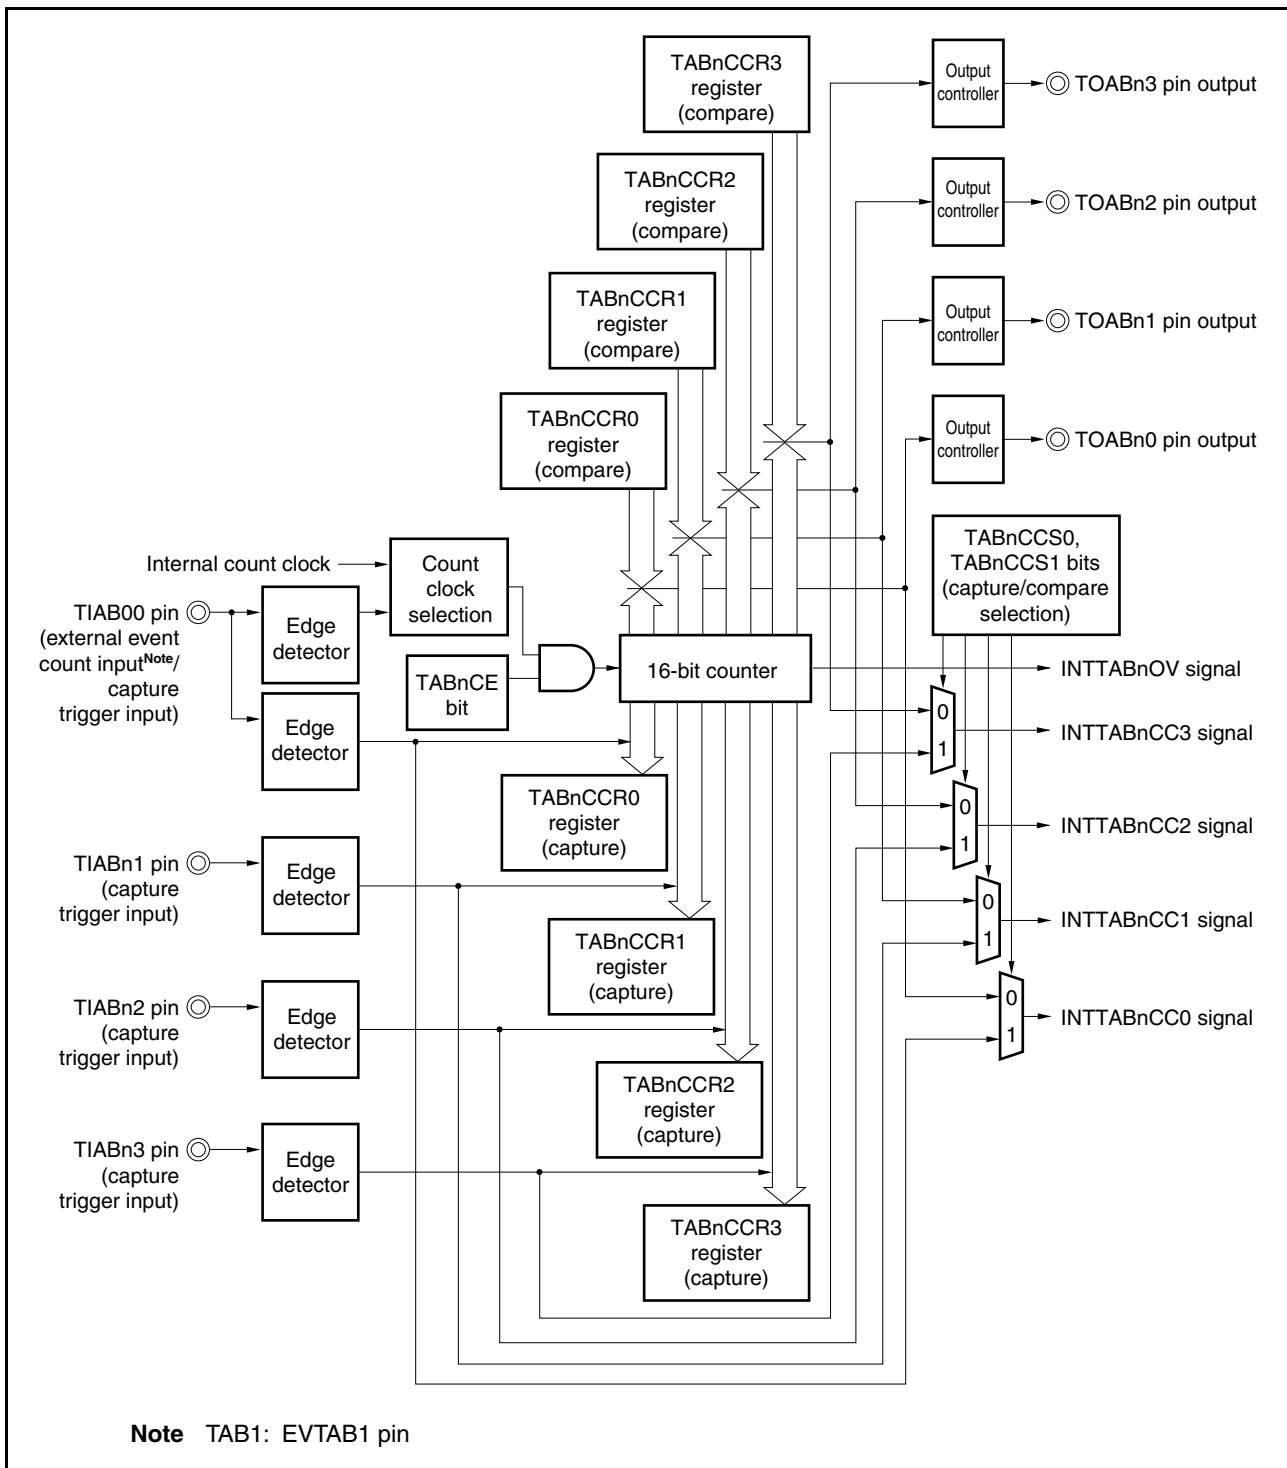 TABnCCR3
register
(compare)
Output
controller
TOABn3 pin output
TABnCCR2
register
(compare)
Output
controller
TOABn2 pin output
TABnCCR1
register
(compare)
Output
controller
TOABn1 pin output
TABnCCR0
register
(compare)
Output
controller
TOABn0 pin output
TABnCCS0,
TABnCCS1 bits
(capture/compare
selection)
Internal count clock
Count
clock
selection
TIAB00 pin
(external event
count inputNote/
capture
trigger input)
Edge
detector
TABnCE
bit
16-bit counter
INTTABnOV signal
Edge
detector
0
1
INTTABnCC3 signal
TABnCCR0
register
(capture)
0
1
INTTABnCC2 signal
TIABn1 pin
(capture
trigger input)
Edge
detector
0
1
INTTABnCC1 signal
TABnCCR1
register
(capture)
TIABn2 pin
(capture
trigger input)
Edge
detector
0
1
INTTABnCC0 signal
TABnCCR2
register
(capture)
TIABn3 pin
(capture
trigger input)
Edge
detector
TABnCCR3
register
(capture)
Note TAB1: EVTAB1 pin